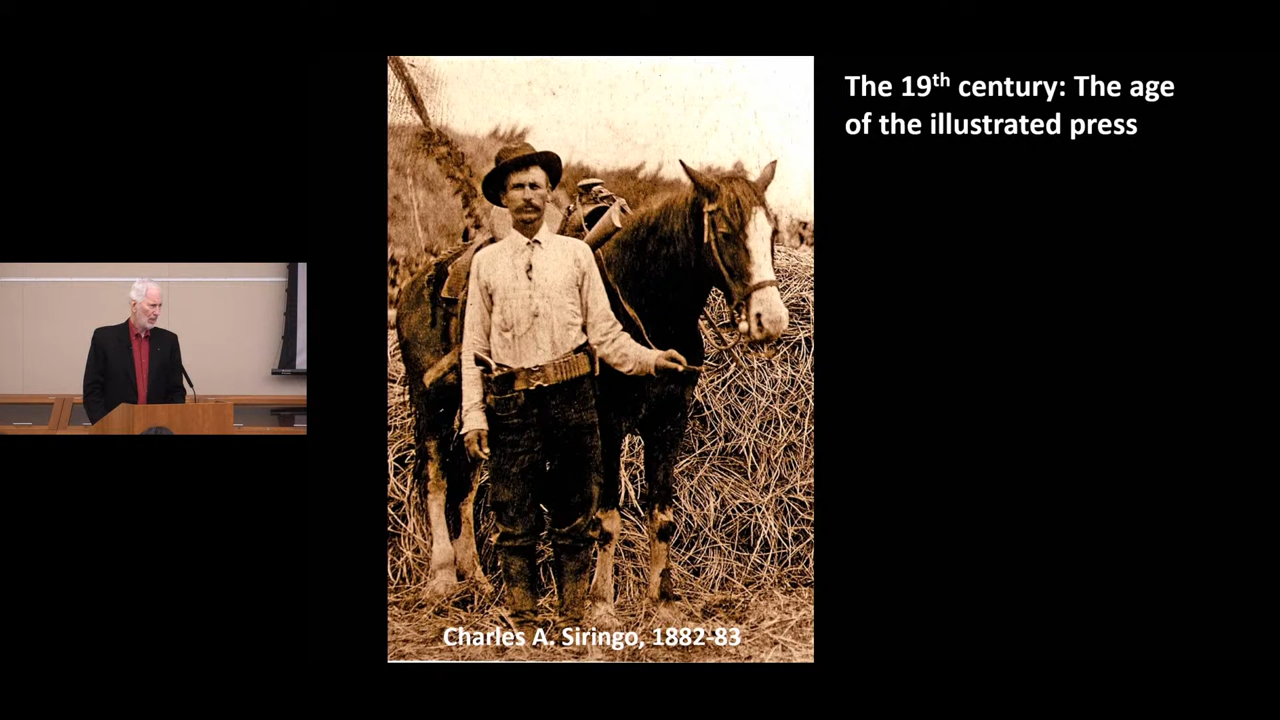 The 19th century: The age
of the illustrated press
Charles A. Siringo, 1882-83